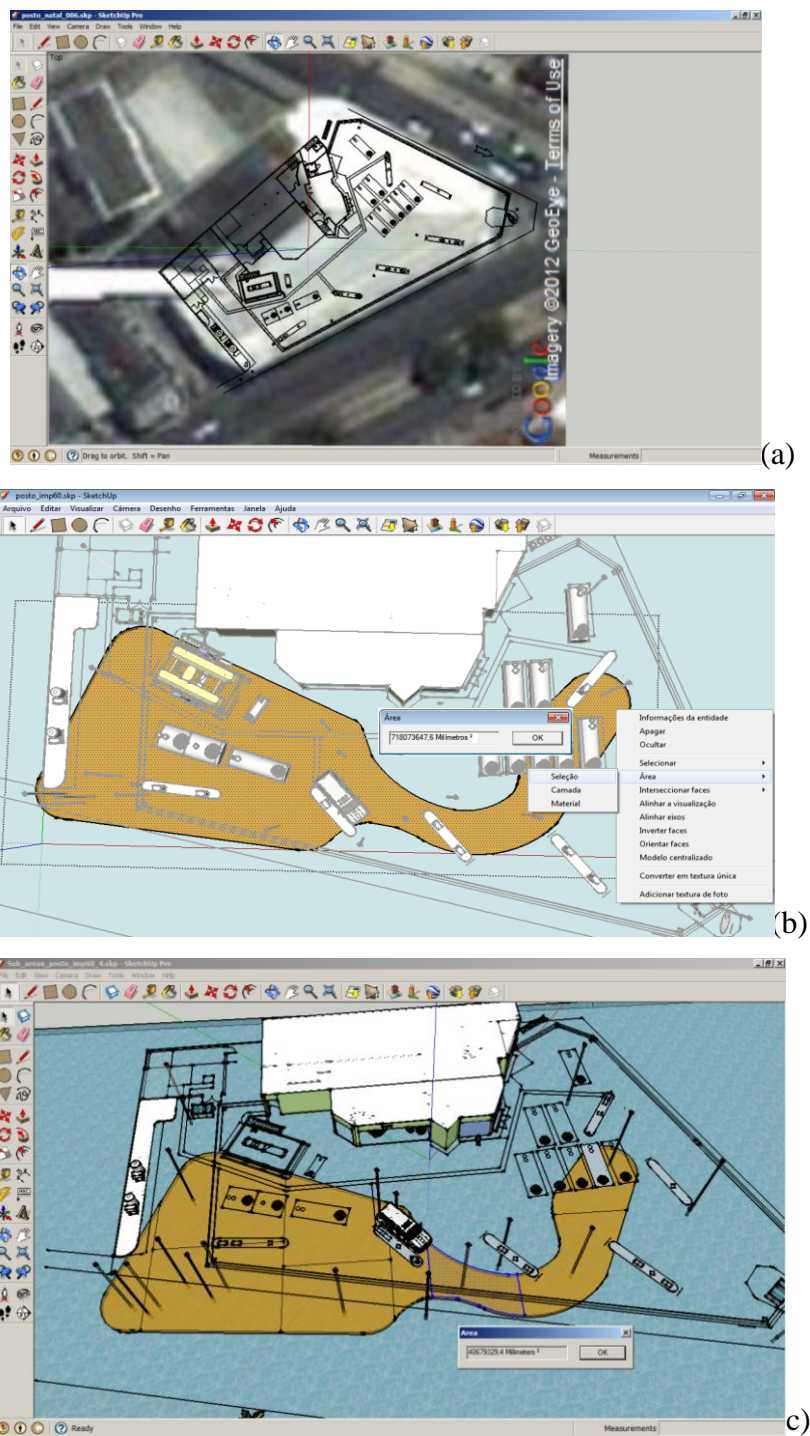 posto_natal_006.skp - SketchUp Pro
File Edit View Camera Draw Tools Window Help
Top
Imagery ©2012 GeoEye - Terms of Use
Google
Drag to orbit. Shift = Pan
Measurements
(a)
posto_imp60.skp - SketchUp
Arquivo Editar Visualizar Câmera Desenho Ferramentas Janela Ajuda
Área
718073647,6 Milímetros ²
OK
Informações da entidade
Apagar
Ocultar
Selecionar
Área
Interseccionar faces
Alinhar a visualização
Alinhar eixos
Inverter faces
Orientar faces
Modelo centralizado
Converter em textura única
Adicionar textura de foto
Seleção
Camada
Material
(b)
Sub_areas_posto_imp60_4.skp - SketchUp Pro
File Edit View Camera Draw Tools Window Help
Area
40679329.4 Millimeters ²
OK
Ready
Measurements
c)